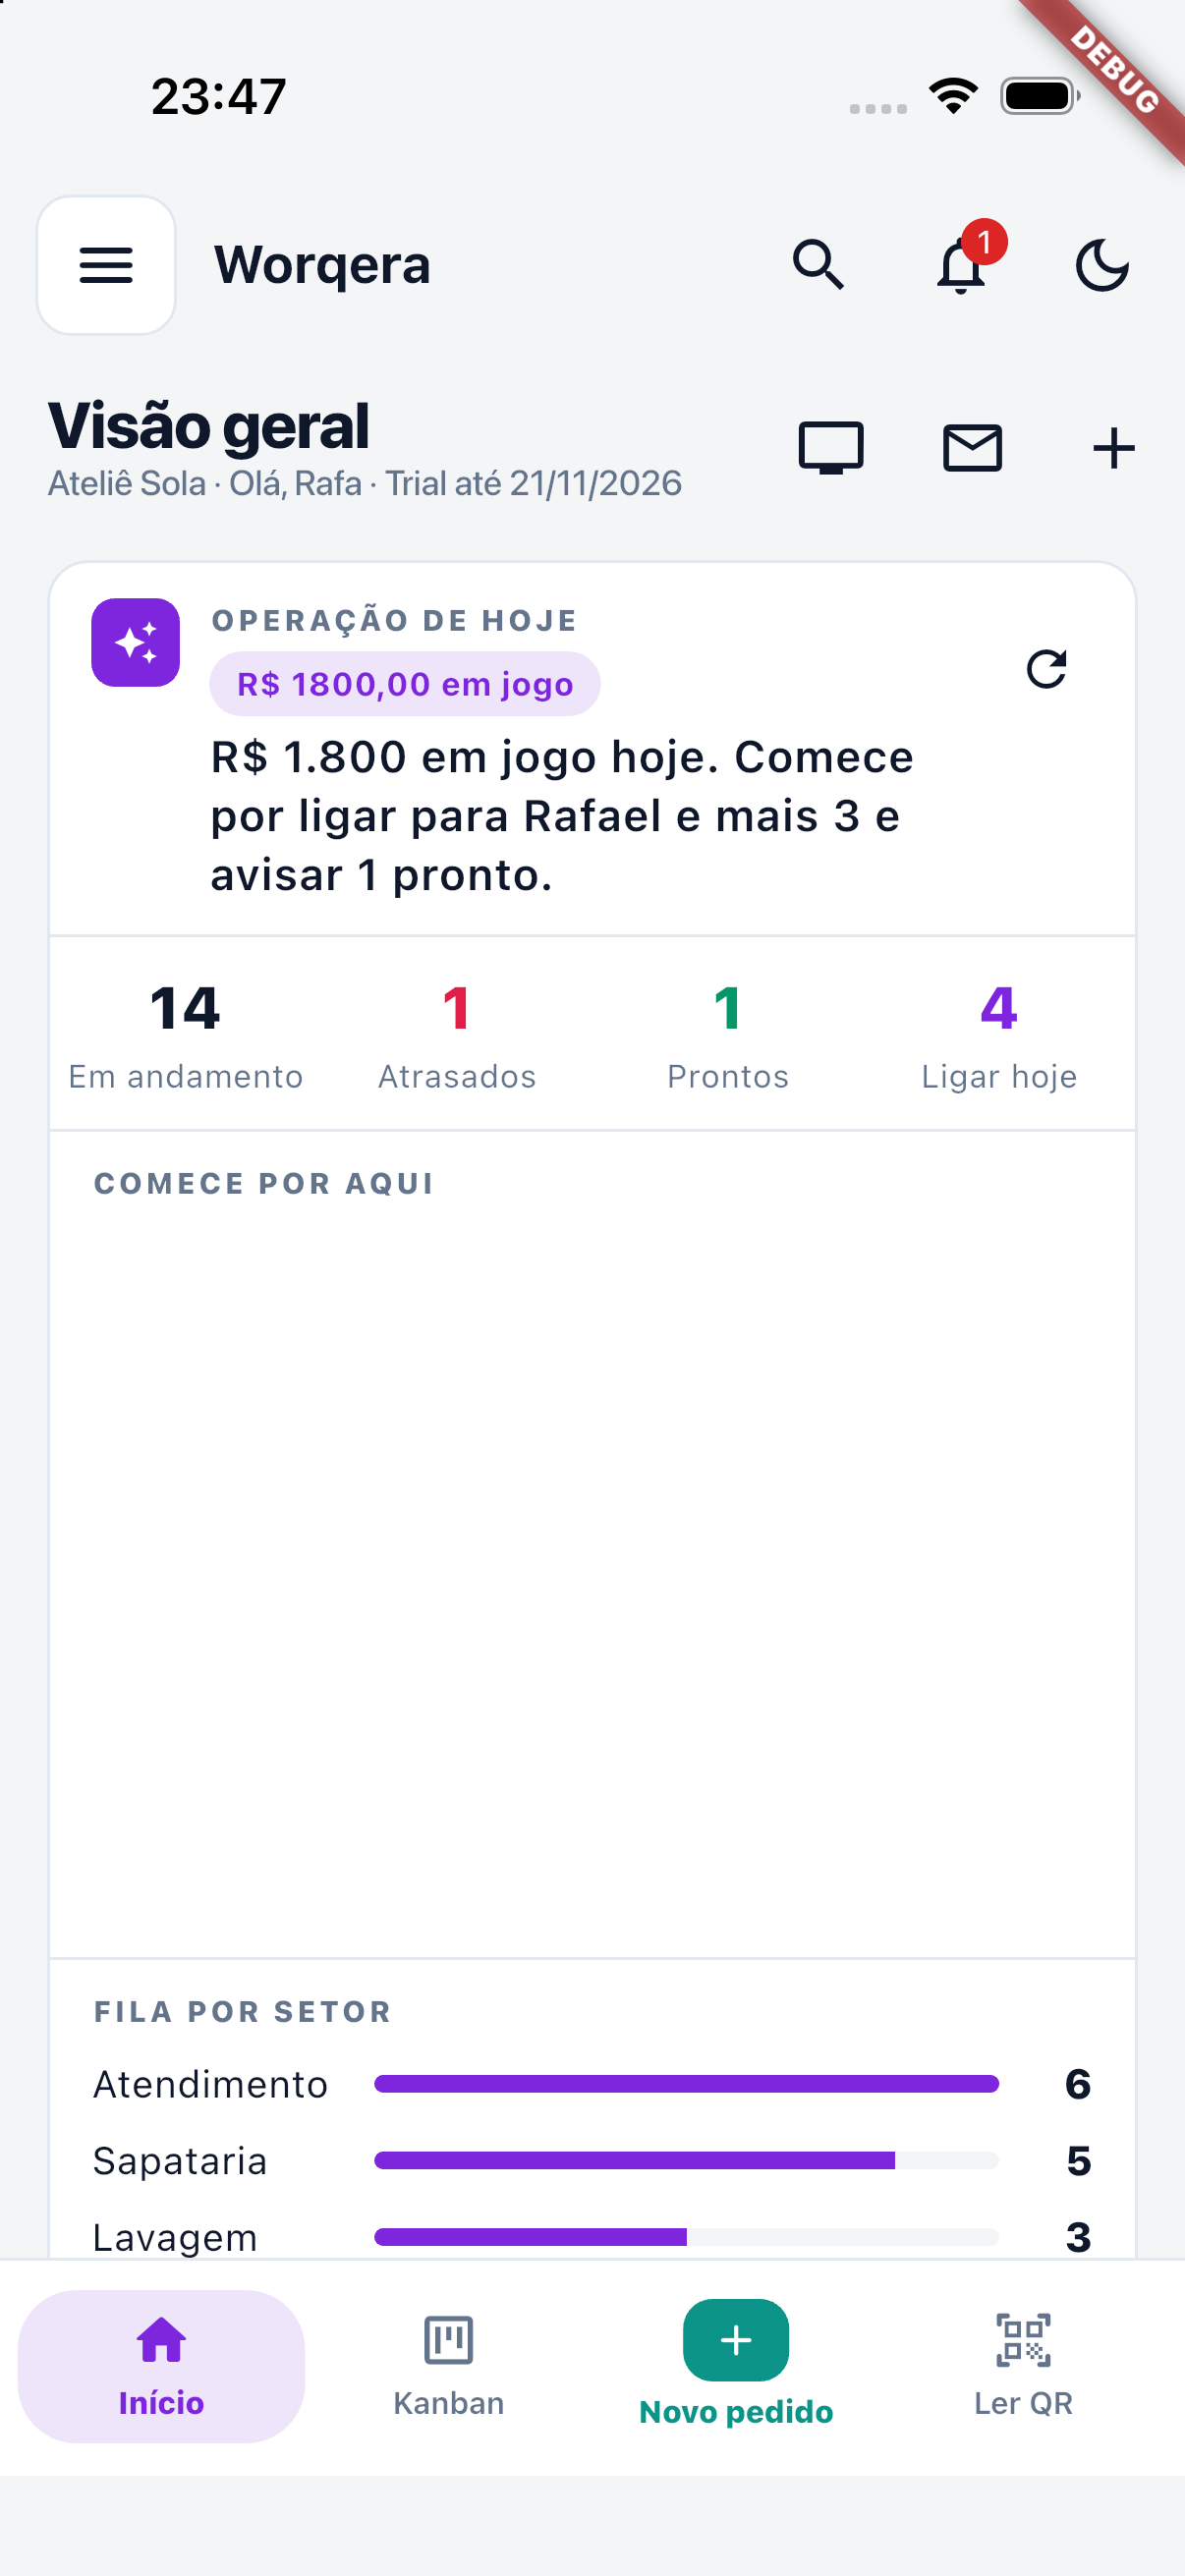 23:47
DEBUG
Worqera
1
Visão geral
Ateliê Sola · Olá, Rafa · Trial até 21/11/2026
OPERAÇÃO DE HOJE
R$ 1800,00 em jogo
R$ 1.800 em jogo hoje. Comece
por ligar para Rafael e mais 3 e
avisar 1 pronto.
14
Em andamento
1
Atrasados
1
Prontos
4
Ligar hoje
COMECE POR AQUI
FILA POR SETOR
Atendimento 6
Sapataria 5
Lavagem 3
Início
Kanban
Novo pedido
Ler QR